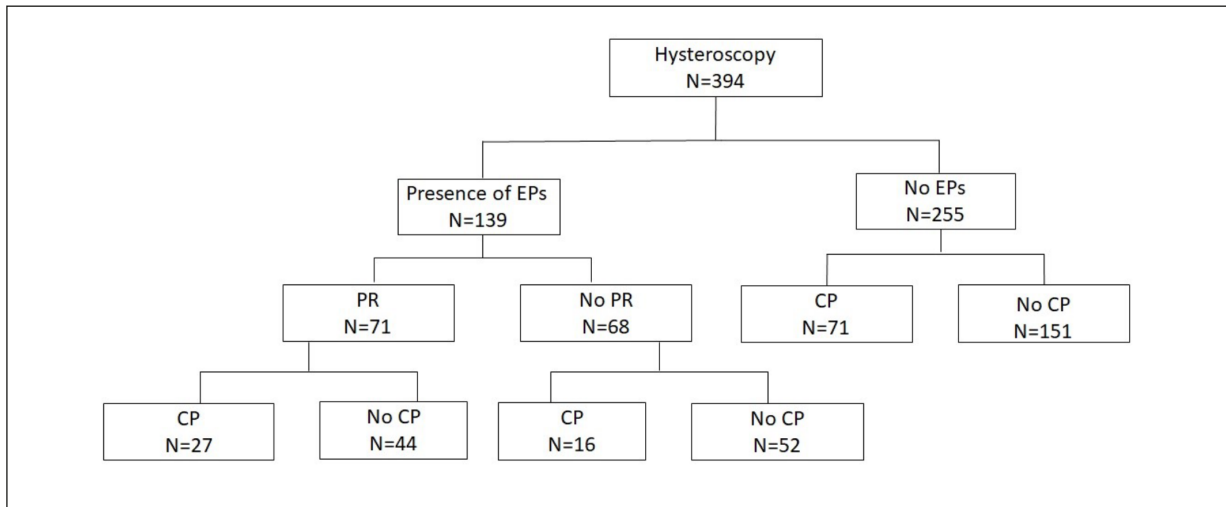 Hysteroscopy
N=394
Presence of EPs
N=139
No EPs
N=255
PR
N=71
No PR
N=68
CP
N=71
No CP
N=151
CP
N=27
No CP
N=44
CP
N=16
No CP
N=52